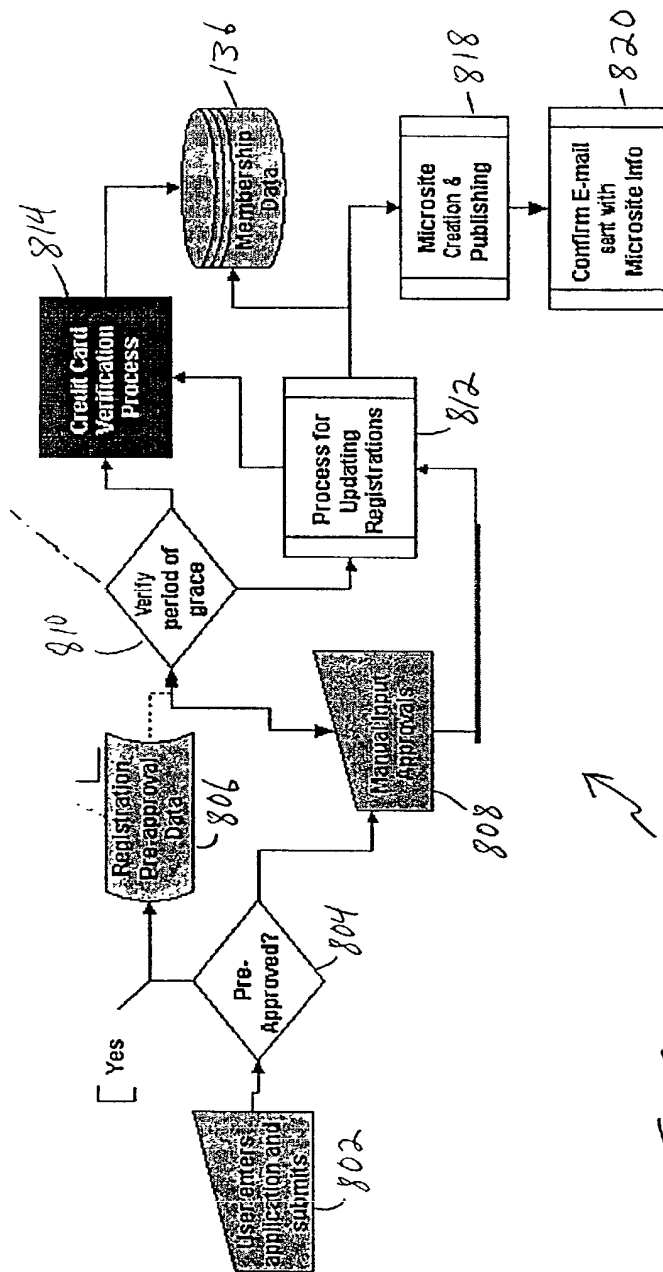 User enters
application and
submits
802
Pre-
Approved?
804
Yes
Registration
Pre-approval
Data
806
Manual Input
Approvals
808
Verify
period of
grace
810
Process for
Updating
Registrations
812
Credit Card
Verification
Process
814
Membership
Data
136
Microsite
Creation &
Publishing
818
Confirm E-mail
sent with
Microsite Info
820